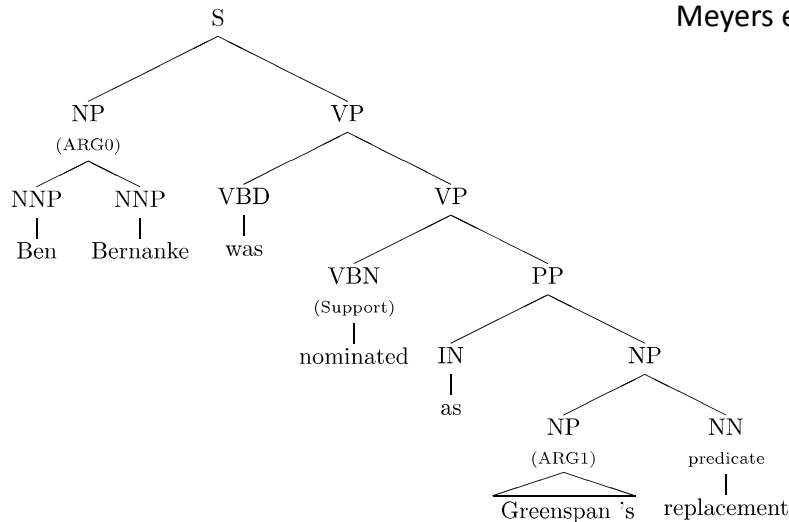 Meyers e
S
NP VP
(ARG0)
NNP NNP VBD VP
Ben Bernanke was
VBN PP
(Support)
nominated IN NP
as
NP NN
(ARG1) predicate
Greenspan 's replacement